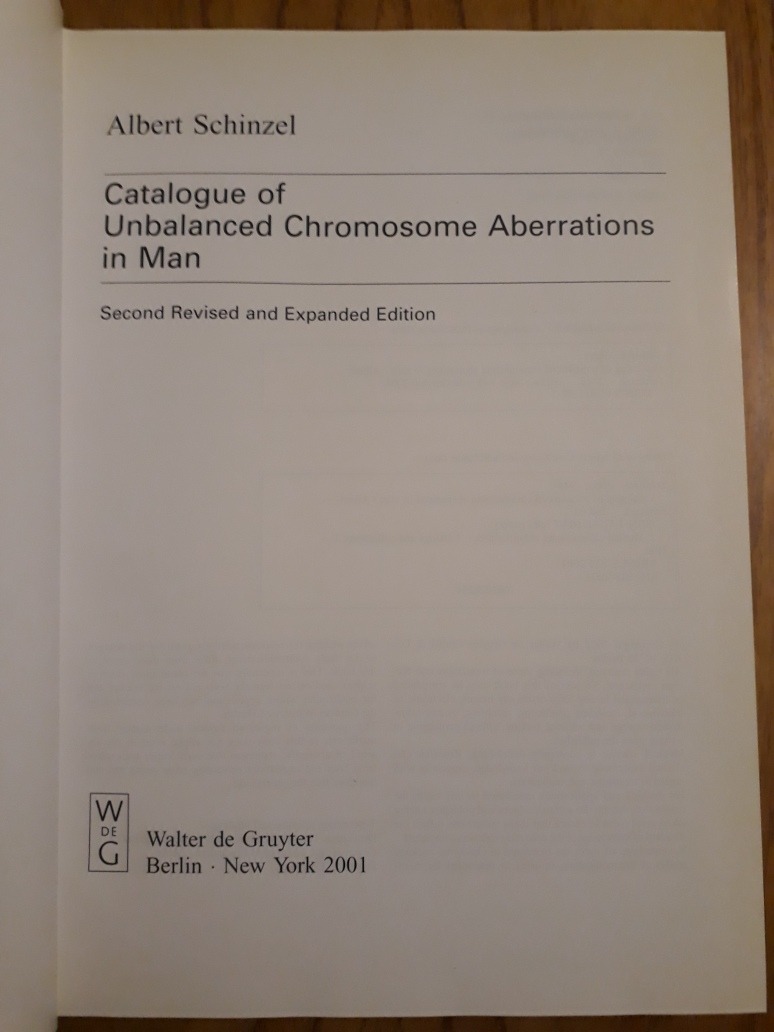 Albert Schinzel
Catalogue of
Unbalanced Chromosome Aberrations
in Man
Second Revised and Expanded Edition
W
DE
G
Walter de Gruyter
Berlin · New York 2001